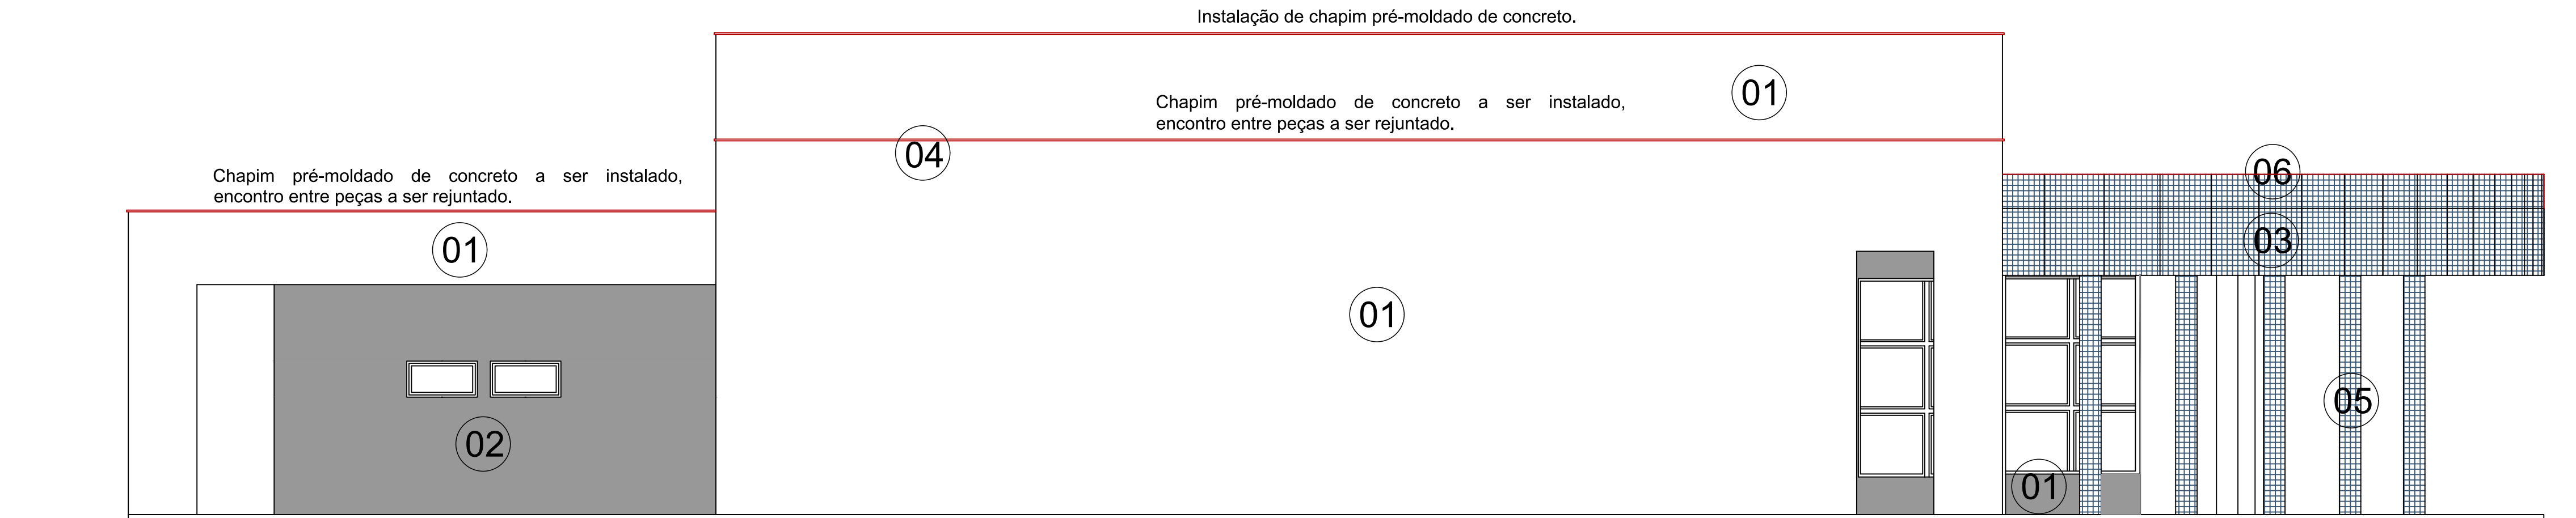 Instalação de chapim pré-moldado de concreto.
01
Chapim pré-moldado de concreto a ser instalado,
encontro entre peças a ser rejuntado.
04
Chapim pré-moldado de concreto a ser instalado,
encontro entre peças a ser rejuntado.
06
01
03
01
05
02
01